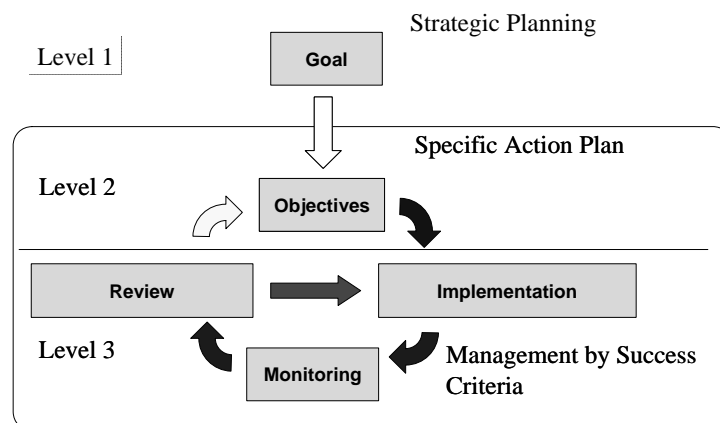 Strategic Planning
Level 1
Goal
Specific Action Plan
Level 2
Objectives
Review
Implementation
Level 3
Management by Success
Criteria
Monitoring